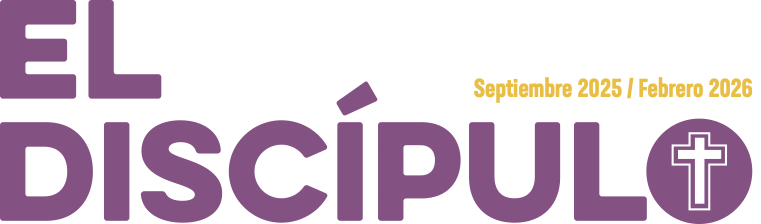 EL
Septiembre 2025 / Febrero 2026
DISCÍPULO